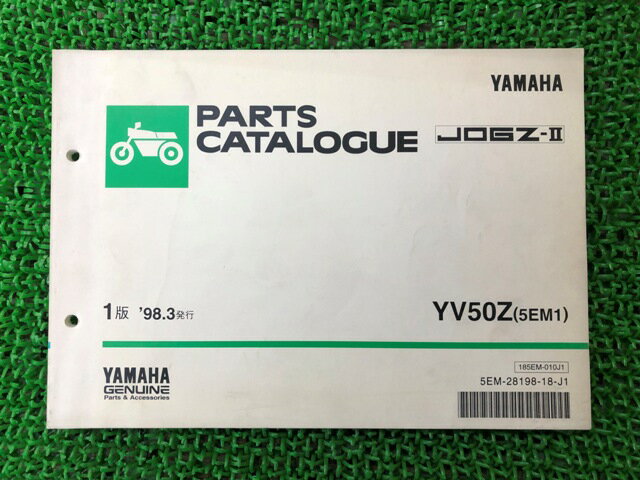 YAMAHA
PARTS
CATALOGUE
JOGZ-II
1版 '98.3発行
YV50Z(5EM1)
185EM-010J1
5EM-28198-18-J1
YAMAHA
GENUINE
Parts & Accessories